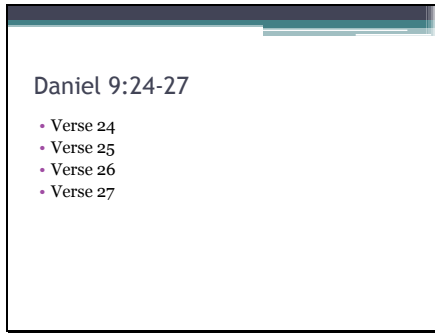 Daniel 9:24-27
• Verse 24
• Verse 25
• Verse 26
• Verse 27